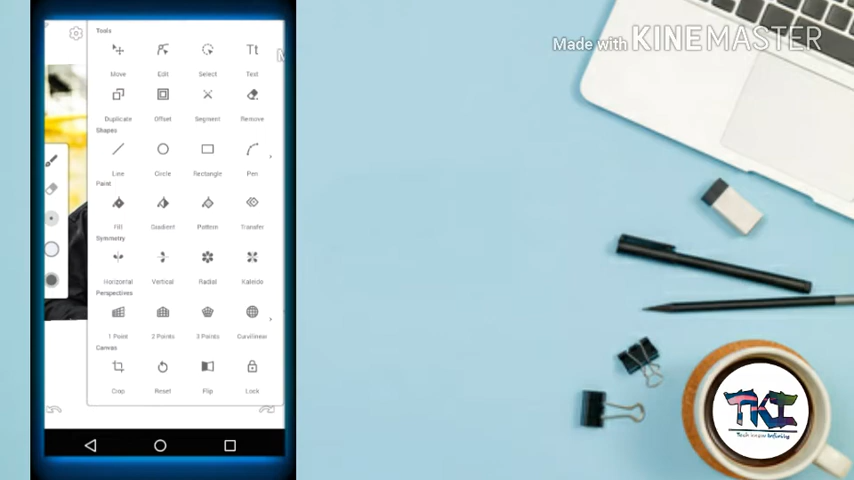 Tools
Move Edit Select Text
Duplicate Offset Segment Remove
Shapes
Line Circle Rectangle Pen
Paint
Fill Gradient Pattern Transfer
Symmetry
Horizontal Vertical Radial Kaleido
Perspectives
1 Point 2 Points 3 Points Curvilinear
Canvas
Crop Reset Flip Lock
Made with KINEMASTER
TKI